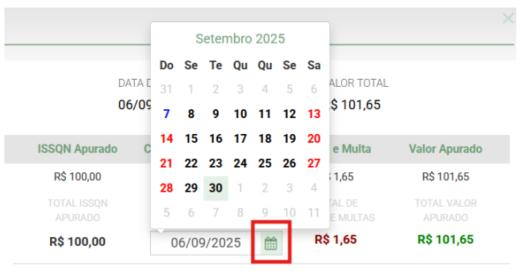 Setembro 2025
Do Se Te Qu Qu Se Sa
31 1 2 3 4 5 6
7 8 9 10 11 12 13
14 15 16 17 18 19 20
21 22 23 24 25 26 27
28 29 30 1 2 3 4
5 6 7 8 9 10 11
DATA VALOR TOTAL
06/09 R$ 101,65
ISSQN Apurado e Multa Valor Apurado
R$ 100,00 1,65 R$ 101,65
TOTAL ISSQN APURADO
DE MULTAS
TOTAL VALOR APURADO
R$ 100,00 06/09/2025 R$ 1,65 R$ 101,65